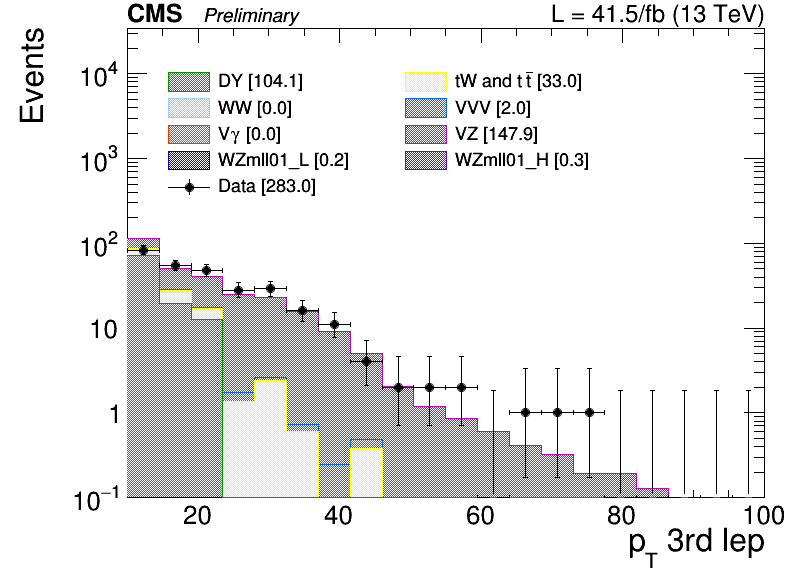 CMS Preliminary L = 41.5/fb (13 TeV)
Events
DY [104.1] tW and tt̄ [33.0]
WW [0.0] VVV [2.0]
Vγ [0.0] VZ [147.9]
WZmll01_L [0.2] WZmll01_H [0.3]
Data [283.0]
10⁴
10³
10²
10
1
10⁻¹
20 40 60 80 100
p_T 3rd lep